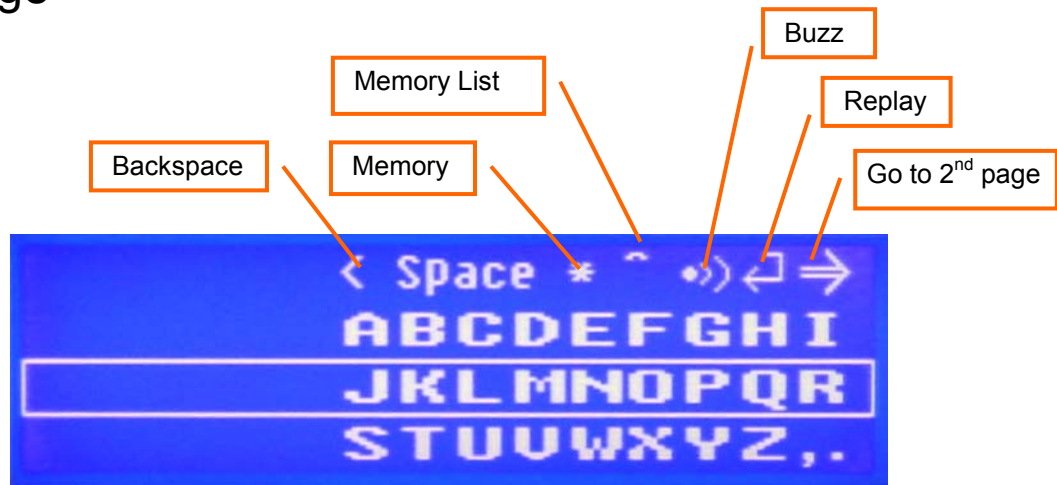 ge
Buzz
Memory List
Replay
Backspace
Memory
Go to 2nd page
< Space * ^ •)) ↵ ⇒
ABCDEFGHI
JKLMNOPQR
STUVWXYZ,.